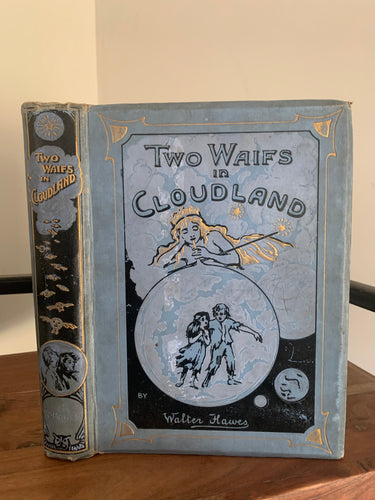 TWO WAIFS
IN
CLOUDLAND
TWO WAIFS
IN
CLOUDLAND
BY
Walter Hawes